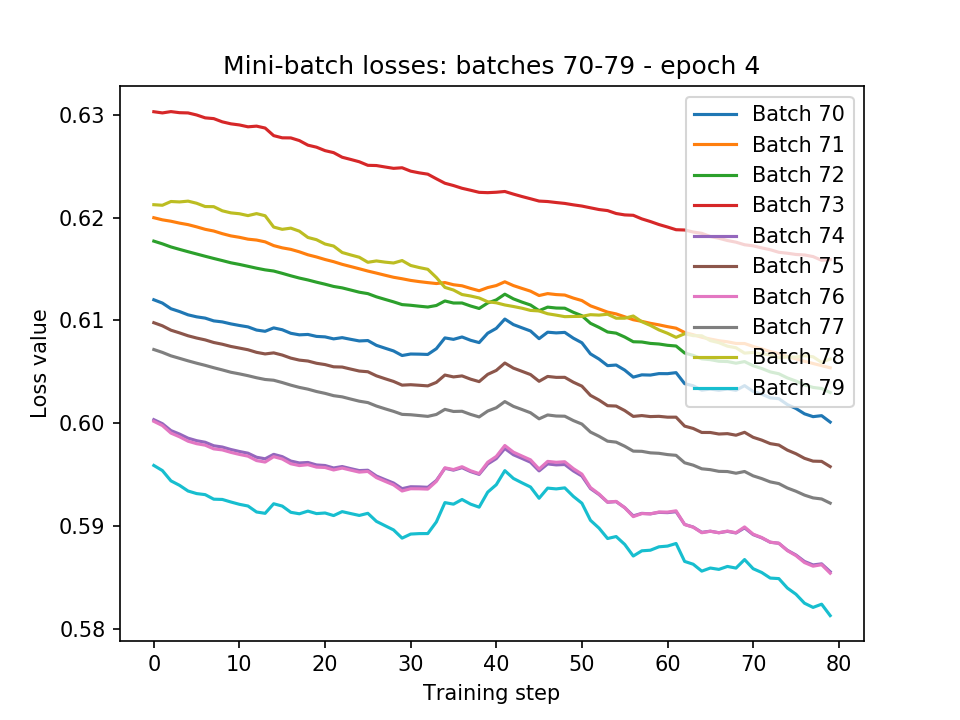 Mini-batch losses: batches 70-79 - epoch 4
Loss value
0.63
0.62
0.61
0.60
0.59
0.58
0
10
20
30
40
50
60
70
80
Training step
Batch 70
Batch 71
Batch 72
Batch 73
Batch 74
Batch 75
Batch 76
Batch 77
Batch 78
Batch 79